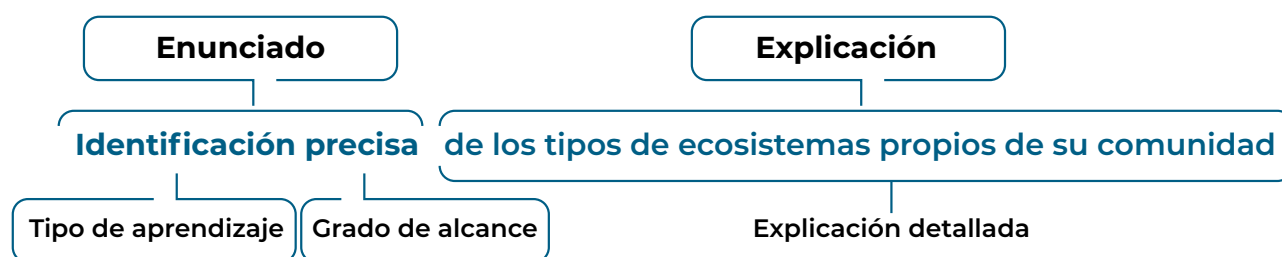 Enunciado
Explicación
Identificación precisa de los tipos de ecosistemas propios de su comunidad
Tipo de aprendizaje
Grado de alcance
Explicación detallada